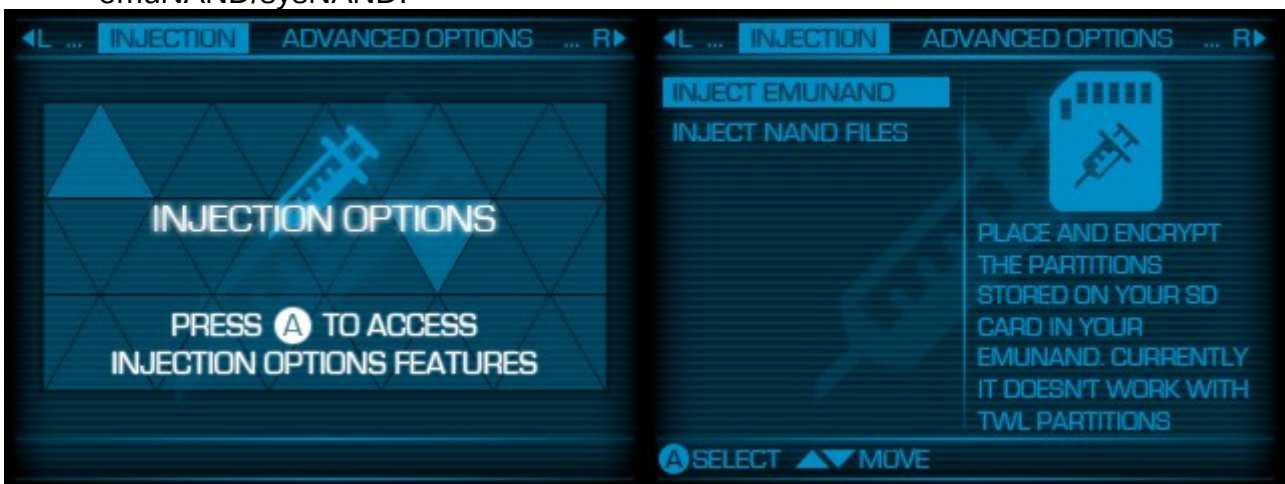 emuNAND/sysNAND.
L ... INJECTION ADVANCED OPTIONS ... R
INJECTION OPTIONS
PRESS A TO ACCESS
INJECTION OPTIONS FEATURES
L ... INJECTION ADVANCED OPTIONS ... R
INJECT EMUNAND
INJECT NAND FILES
PLACE AND ENCRYPT
THE PARTITIONS
STORED ON YOUR SD
CARD IN YOUR
EMUNAND. CURRENTLY
IT DOESN'T WORK WITH
TWL PARTITIONS
A SELECT MOVE